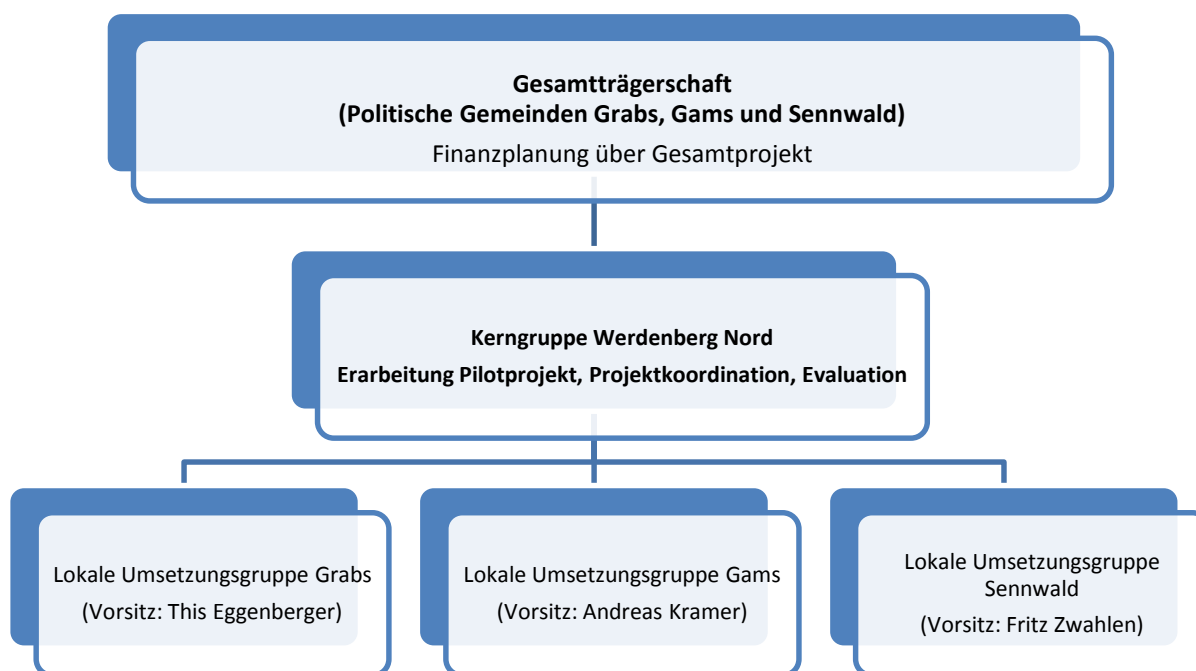 Gesamtträgerschaft
(Politische Gemeinden Grabs, Gams und Sennwald)
Finanzplanung über Gesamtprojekt
Kerngruppe Werdenberg Nord
Erarbeitung Pilotprojekt, Projektkoordination, Evaluation
Lokale Umsetzungsgruppe Grabs
(Vorsitz: This Eggenberger)
Lokale Umsetzungsgruppe Gams
(Vorsitz: Andreas Kramer)
Lokale Umsetzungsgruppe
Sennwald
(Vorsitz: Fritz Zwahlen)